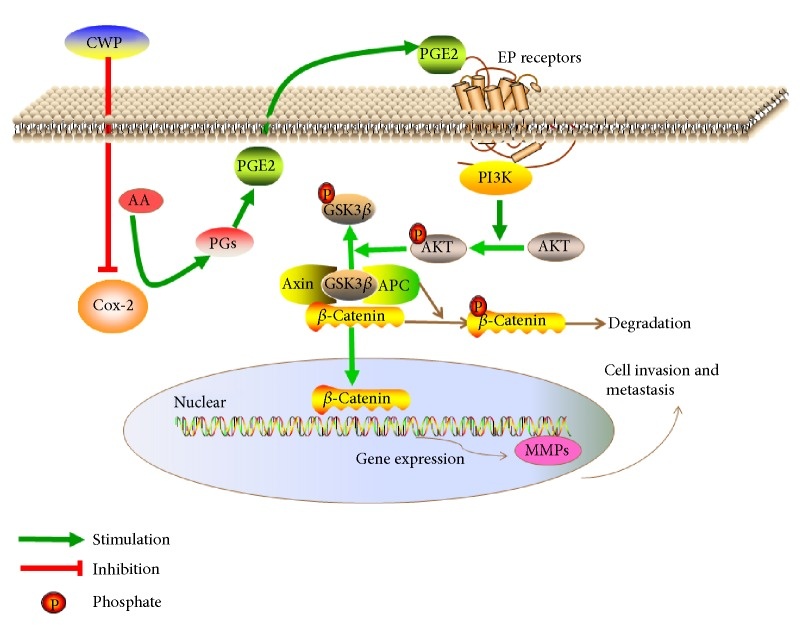 CWP
PGE2
EP receptors
PGE2
PI3K
AA
P
GSK3β
PGs
P
AKT
AKT
Axin
GSK3β
APC
Cox-2
β-Catenin
P
β-Catenin
Degradation
Cell invasion and
metastasis
Nuclear
β-Catenin
Gene expression
MMPs
Stimulation
Inhibition
P
Phosphate